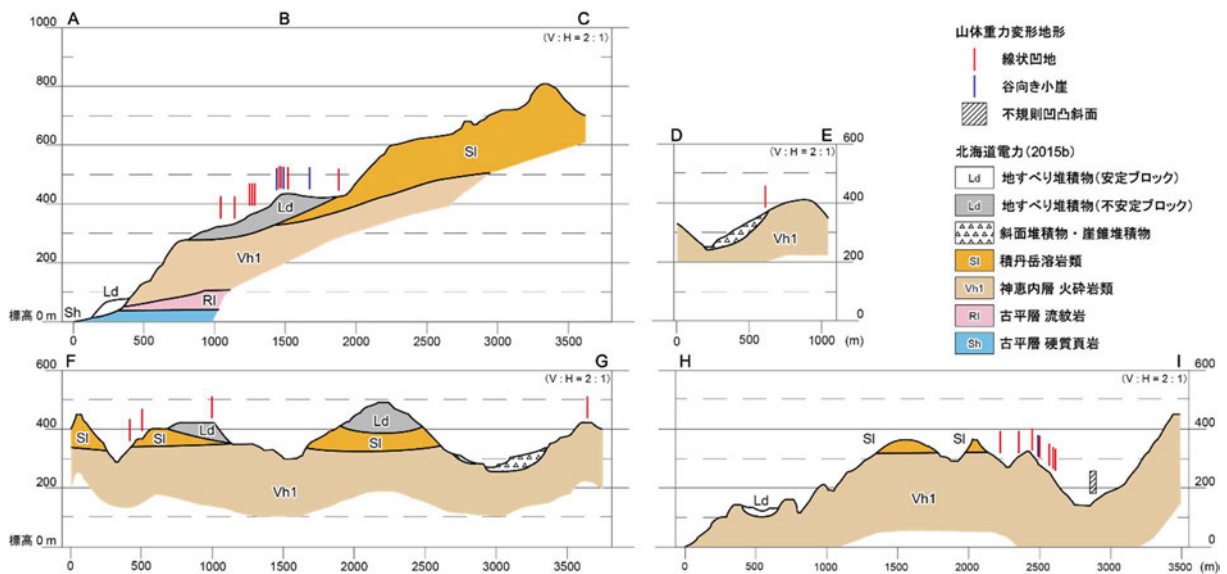 A B C
(V : H = 2 : 1)
1000
800
600
400
200
標高 0 m
Ld
Sl
Vh1
Ld
Rl
Sh
0 500 1000 1500 2000 2500 3000 3500
D E
(V : H = 2 : 1)
600
400
200
0
Vh1
0 500 1000 (m)
山体重力変形地形
線状凹地
谷向き小崖
不規則凹凸斜面
北海道電力(2015b)
Ld 地すべり堆積物(安定ブロック)
Ld 地すべり堆積物(不安定ブロック)
斜面堆積物・崖錐堆積物
Sl 積丹岳溶岩類
Vh1 神恵内層 火砕岩類
Rl 古平層 流紋岩
Sh 古平層 硬質頁岩
F G
(V : H = 2 : 1)
600
400
200
標高 0 m
Sl
Sl
Ld
Ld
Sl
Vh1
0 500 1000 1500 2000 2500 3000 3500
H I
(V : H = 2 : 1)
600
400
200
0
Sl
Sl
Ld
Vh1
0 500 1000 1500 2000 2500 3000 3500 (m)